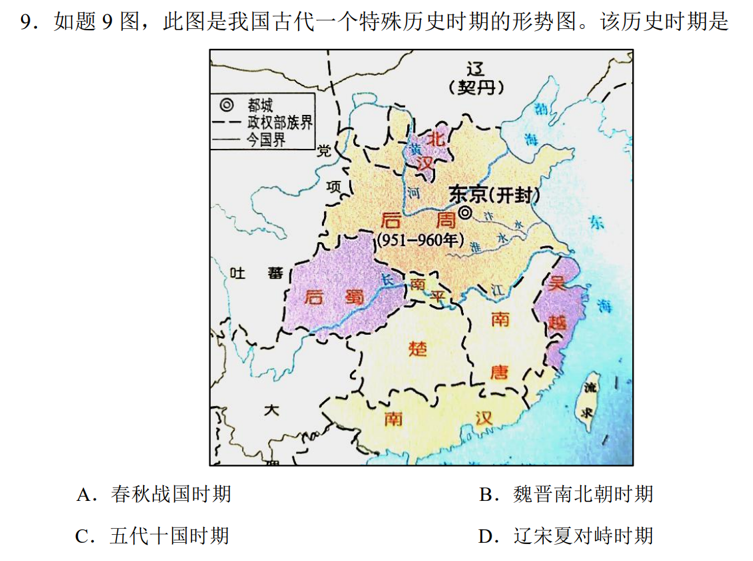 9．如题 9 图，此图是我国古代一个特殊历史时期的形势图。该历史时期是
辽
（契丹）
渤
海
都城
政权部族界
今国界
党
项
北
汉
黄
河
东京(开封)
后 周
(951-960年)
汴
水
淮 水
东
海
吐 蕃
后 蜀
长
江
南
平
吴
越
楚
南
唐
流
求
大
南 汉
A．春秋战国时期
B．魏晋南北朝时期
C．五代十国时期
D．辽宋夏对峙时期